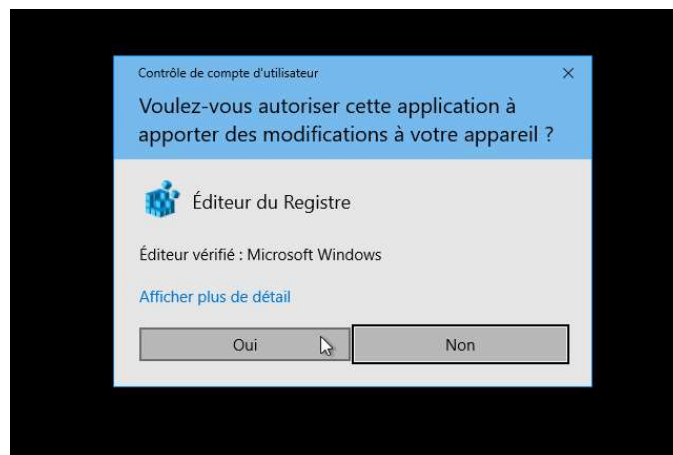 Contrôle de compte d'utilisateur
Voulez-vous autoriser cette application à
apporter des modifications à votre appareil ?
Éditeur du Registre
Éditeur vérifié : Microsoft Windows
Afficher plus de détail
Oui
Non